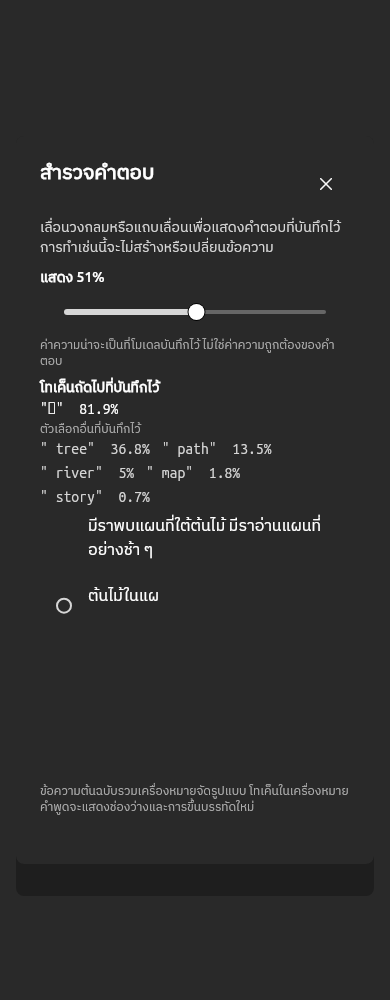 สำรวจคำตอบ
เลื่อนวงกลมหรือแถบเลื่อนเพื่อแสดงคำตอบที่บันทึกไว้
การทำเช่นนี้จะไม่สร้างหรือเปลี่ยนข้อความ
แสดง 51%
ค่าความน่าจะเป็นที่โมเดลบันทึกไว้ ไม่ใช่ค่าความถูกต้องของคำ
ตอบ
โทเค็นถัดไปที่บันทึกไว้
"▯" 81.9%
ตัวเลือกอื่นที่บันทึกไว้
" tree" 36.8% " path" 13.5%
" river" 5% " map" 1.8%
" story" 0.7%
มีราพบแผนที่ใต้ต้นไม้ มีราอ่านแผนที่
อย่างช้า ๆ
ต้นไม้ในแผ
ข้อความต้นฉบับรวมเครื่องหมายจัดรูปแบบ โทเค็นในเครื่องหมาย
คำพูดจะแสดงช่องว่างและการขึ้นบรรทัดใหม่